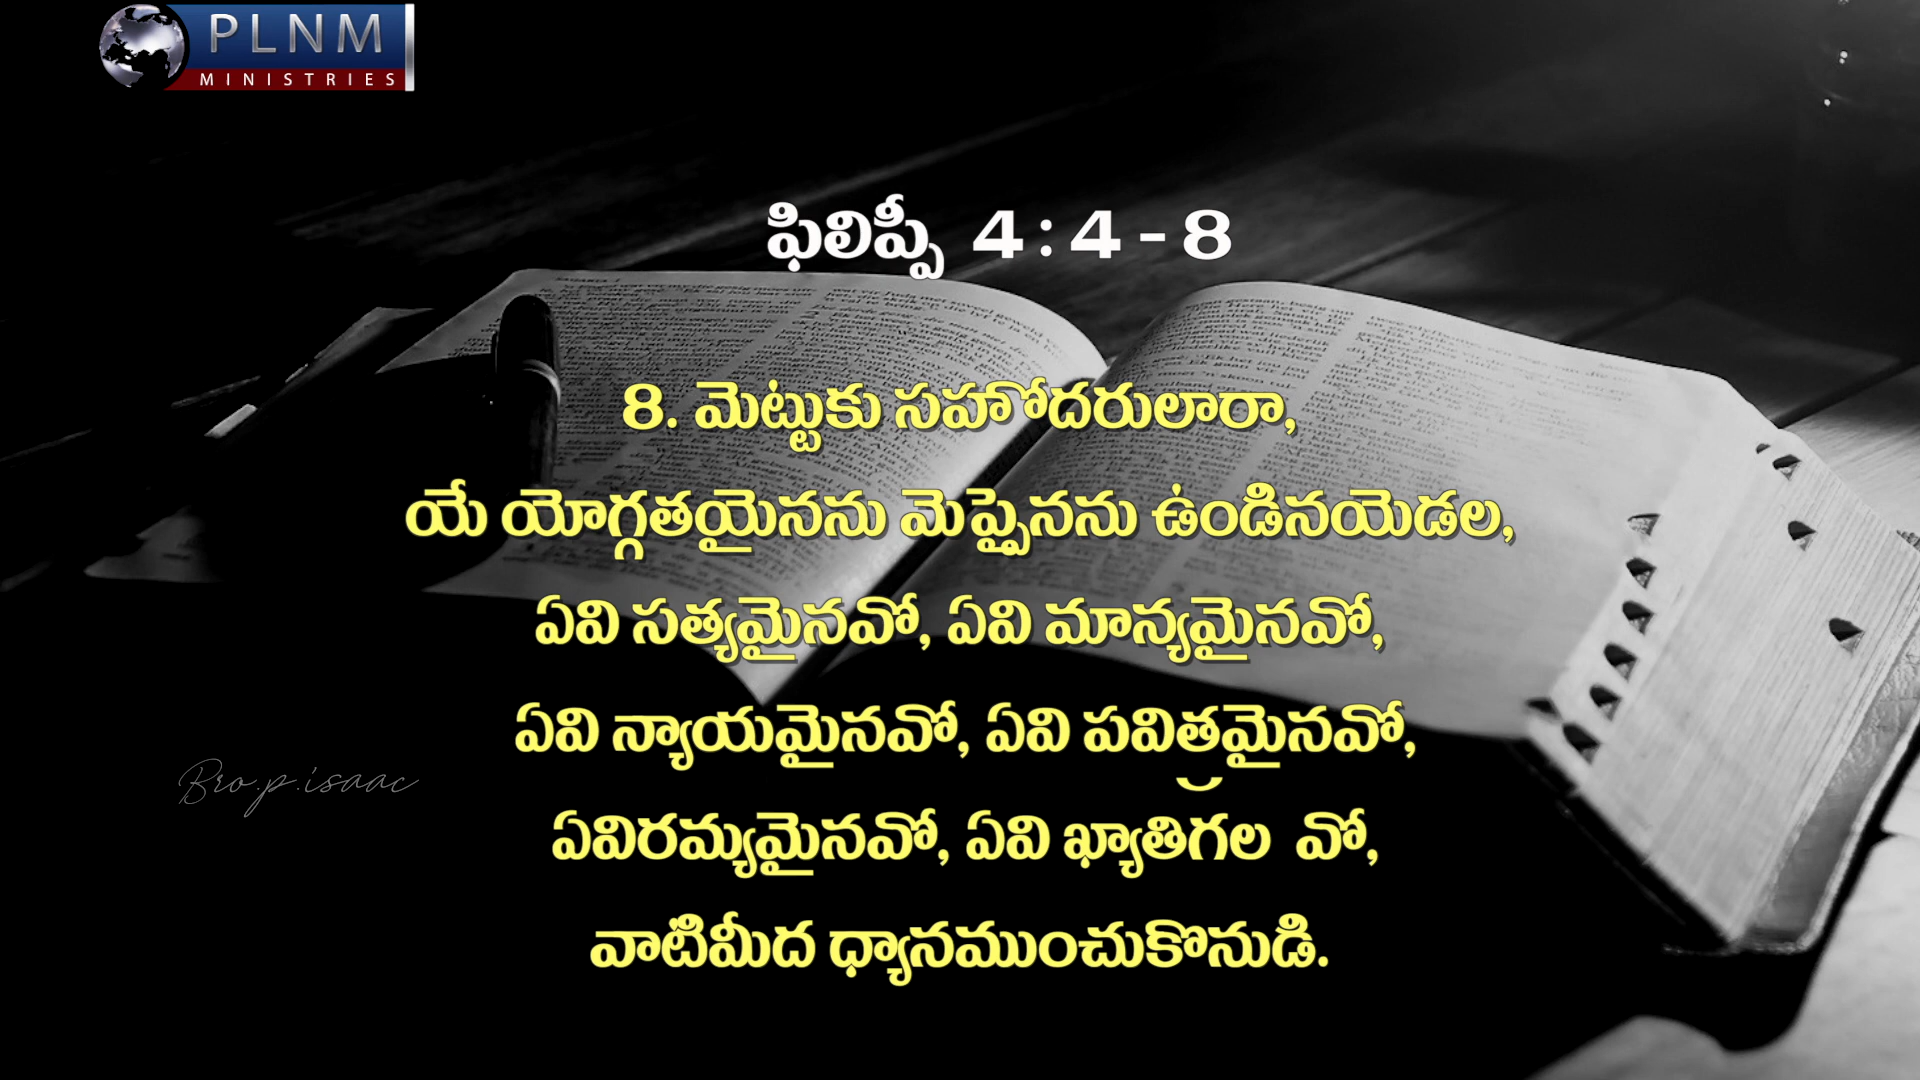 PLNM
MINISTRIES
ఫిలిప్పీ 4:4-8
8. మెట్టుకు సహోదరులారా,
యే యోగ్యతయైనను మెప్పైనను ఉండినయెడల,
ఏవి సత్యమైనవో, ఏవి మాన్యమైనవో,
ఏవి న్యాయమైనవో, ఏవి పవిత్రమైనవో,
ఏవిరమ్యమైనవో, ఏవి ఖ్యాతిగల వో,
వాటిమీద ధ్యానముంచుకొనుడి.
Bro.p.isaac